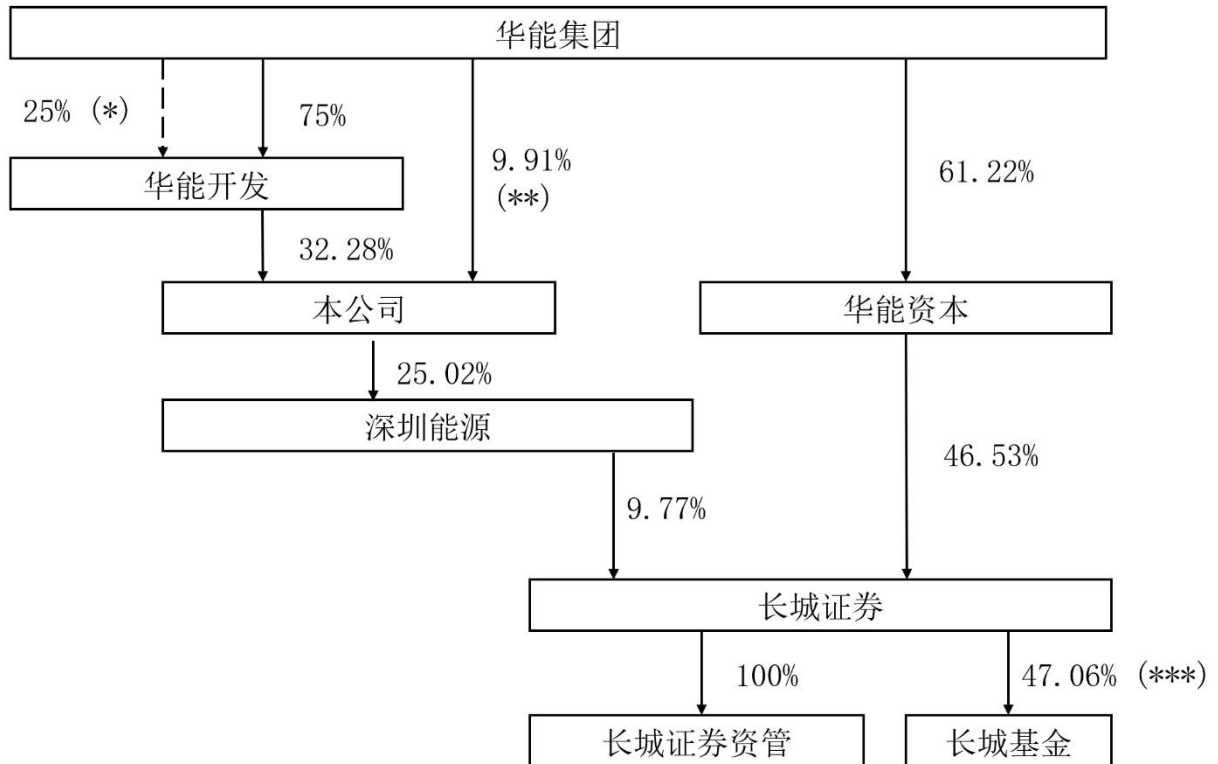 华能集团
25% (*)
75%
9.91%
(**)
61.22%
华能开发
32.28%
本公司
华能资本
25.02%
深圳能源
46.53%
9.77%
长城证券
100%
47.06% (***)
长城证券资管
长城基金